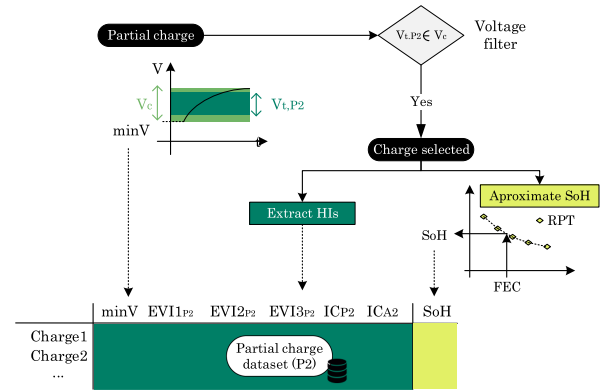 Partial charge
Vt,P2 ∈ Vc
Voltage
filter
V
Vc
Vt,P2
minV
t
Yes
Charge selected
Extract HIs
Aproximate SoH
RPT
SoH
FEC
minV EVI1P2 EVI2P2 EVI3P2 ICP2 ICA2 SoH
Charge1
Charge2
...
Partial charge
dataset (P2)